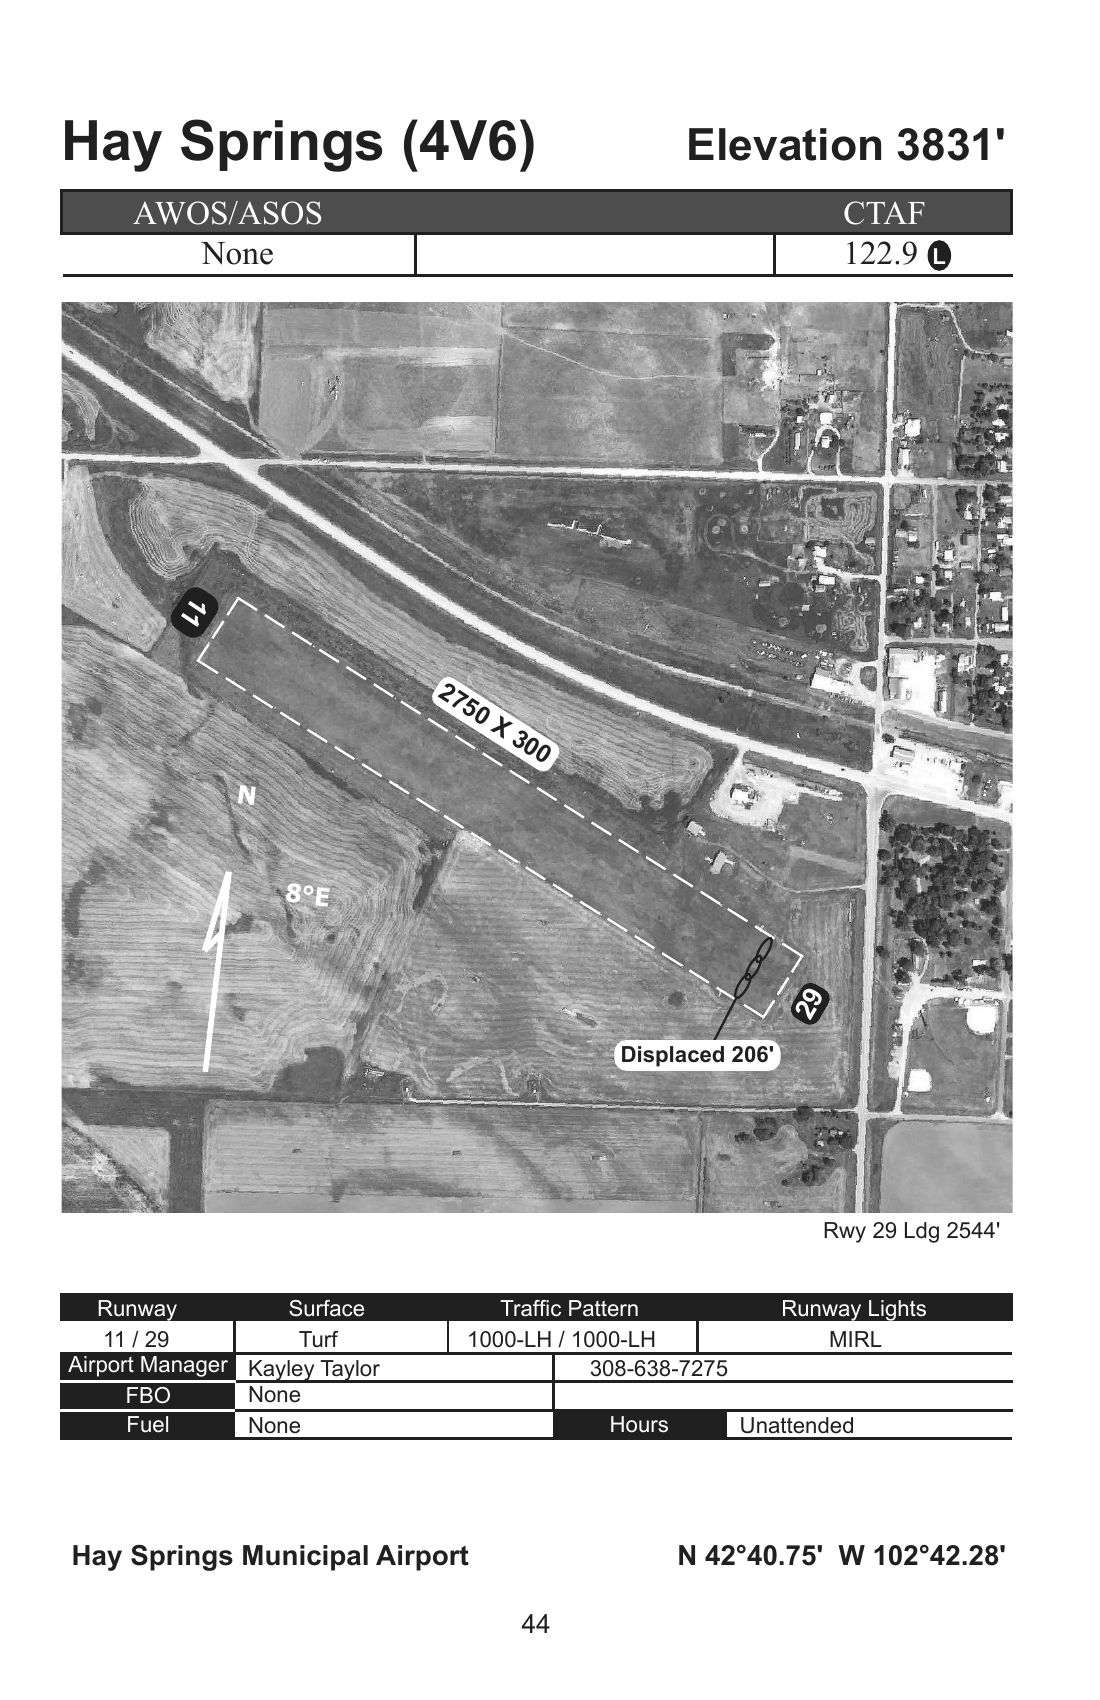 Hay Springs (4V6) Elevation 3831'
AWOS/ASOS CTAF
None 122.9 L
11
2750 X 300
N
8°E
29
Displaced 206'
Rwy 29 Ldg 2544'
Runway Surface Traffic Pattern Runway Lights
11 / 29 Turf 1000-LH / 1000-LH MIRL
Airport Manager Kayley Taylor 308-638-7275
FBO None
Fuel None Hours Unattended
Hay Springs Municipal Airport N 42°40.75' W 102°42.28'
44